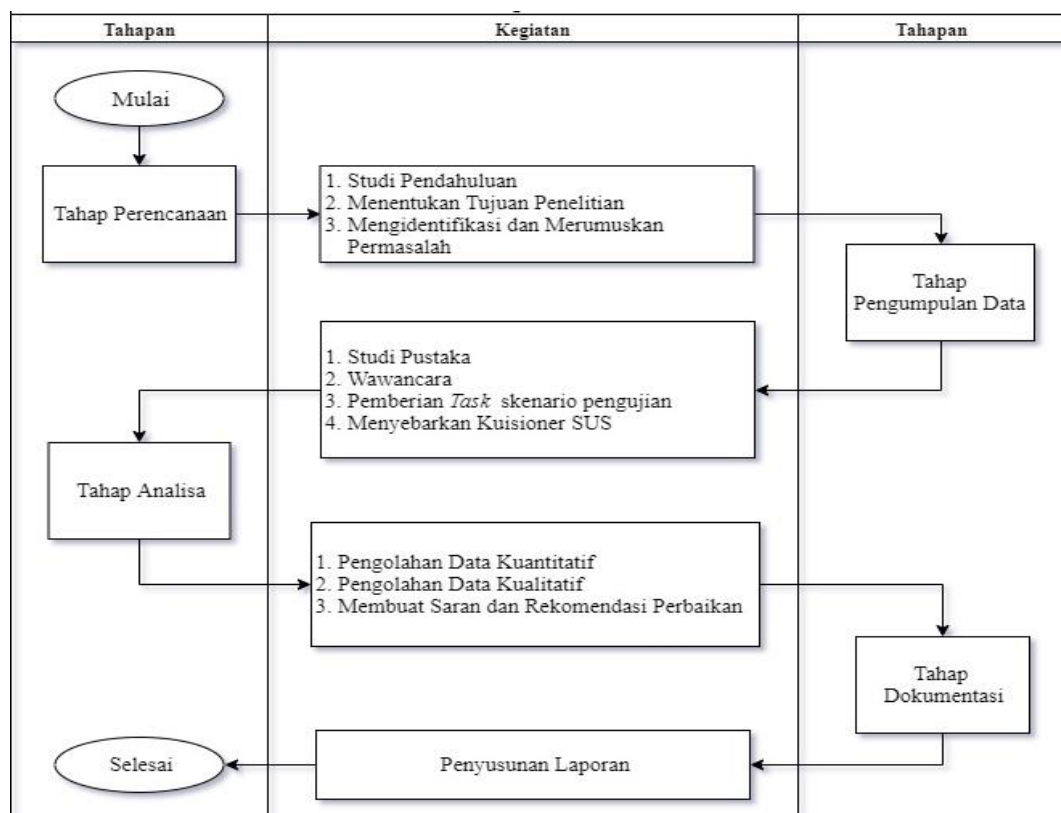 Tahapan
Kegiatan
Tahapan
Mulai
Tahap Perencanaan
1. Studi Pendahuluan
2. Menentukan Tujuan Penelitian
3. Mengidentifikasi dan Merumuskan
Permasalah
Tahap
Pengumpulan Data
1. Studi Pustaka
2. Wawancara
3. Pemberian Task skenario pengujian
4. Menyebarkan Kuisioner SUS
Tahap Analisa
1. Pengolahan Data Kuantitatif
2. Pengolahan Data Kualitatif
3. Membuat Saran dan Rekomendasi Perbaikan
Tahap
Dokumentasi
Penyusunan Laporan
Selesai